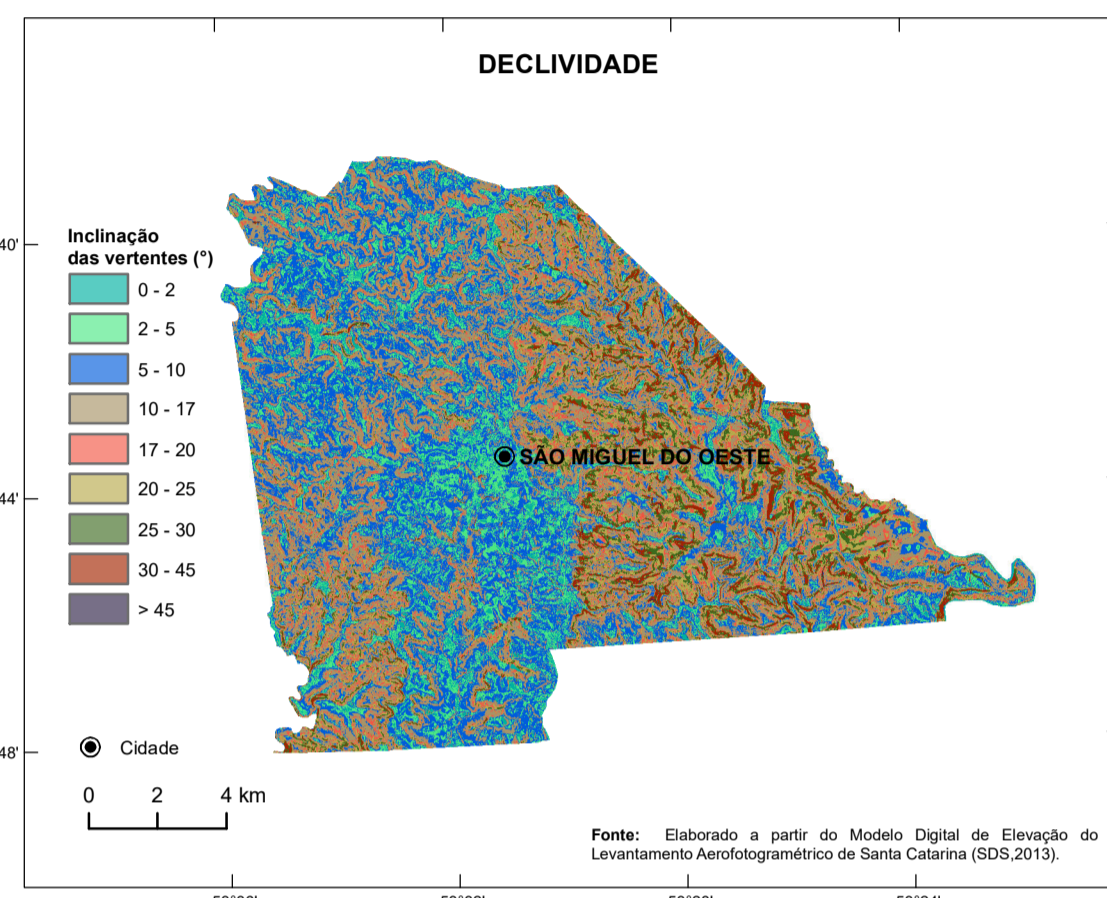 DECLIVIDADE
40'
Inclinação
das vertentes (°)
0 - 2
2 - 5
5 - 10
10 - 17
17 - 20
20 - 25
25 - 30
30 - 45
> 45
SÃO MIGUEL DO OESTE
44'
48'
Cidade
0 2 4 km
Fonte: Elaborado a partir do Modelo Digital de Elevação do
Levantamento Aerofotogramétrico de Santa Catarina (SDS,2013).